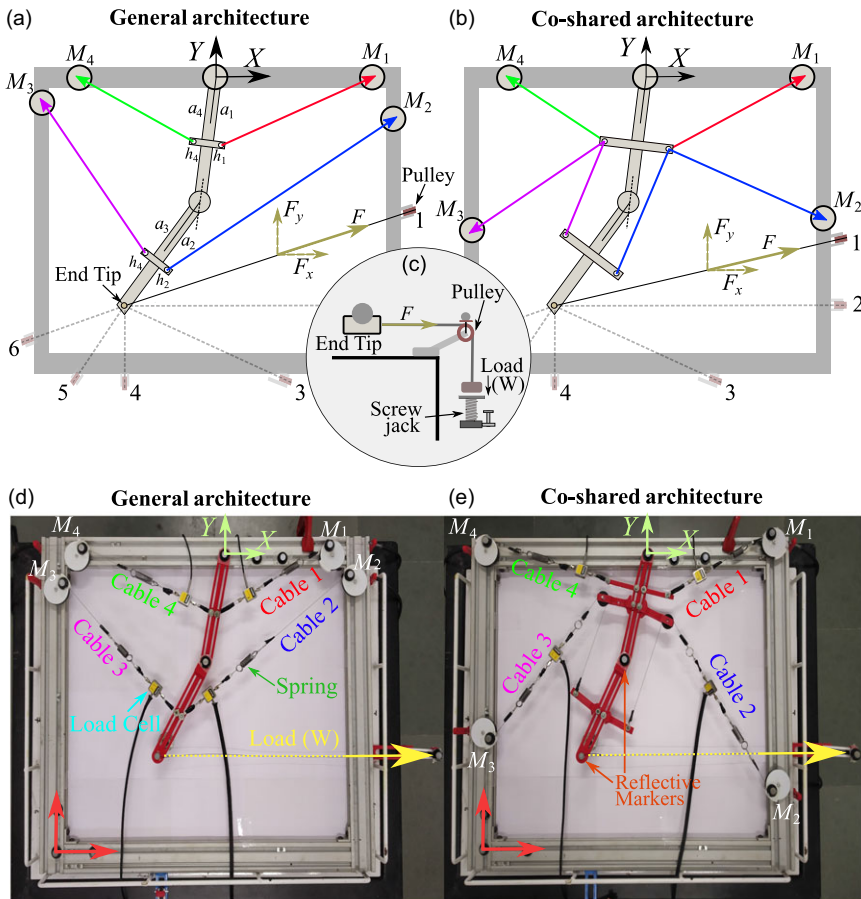 (a) General architecture
Y
X
M4
M3
M1
M2
a4
a1
h4
h1
a3
a2
h4
h2
Pulley
1
Fy
F
Fx
End Tip
6
5
4
3
(b) Co-shared architecture
Y
X
M4
M1
M3
M2
1
Fy
F
Fx
2
3
4
(c)
Pulley
F
End Tip
Load
(W)
Screw
jack
(d) General architecture
Y
X
M4
M1
M3
M2
Cable 4
Cable 1
Cable 3
Cable 2
Spring
Load Cell
Load (W)
(e) Co-shared architecture
Y
X
M4
M1
Cable 4
Cable 1
Cable 3
Cable 2
Load (W)
M3
Reflective
Markers
M2